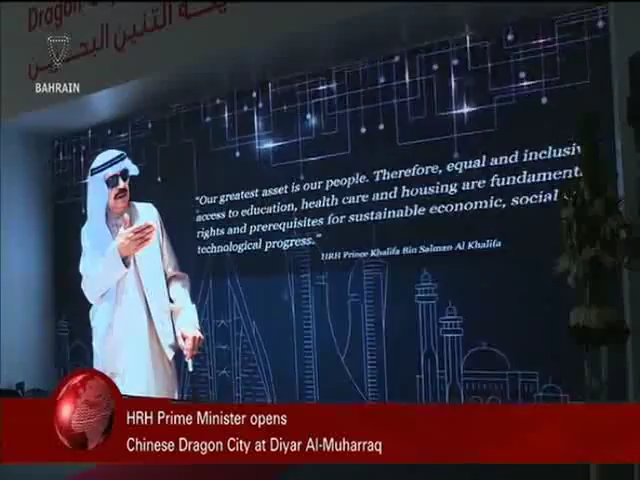 Dragon
التنين البحرين
BAHRAIN
"Our greatest asset is our people. Therefore, equal and inclusiv
access to education, health care and housing are fundament
rights and prerequisites for sustainable economic, social
technological progress."
HRH Prince Khalifa Bin Salman Al Khalifa
HRH Prime Minister opens
Chinese Dragon City at Diyar Al-Muharraq